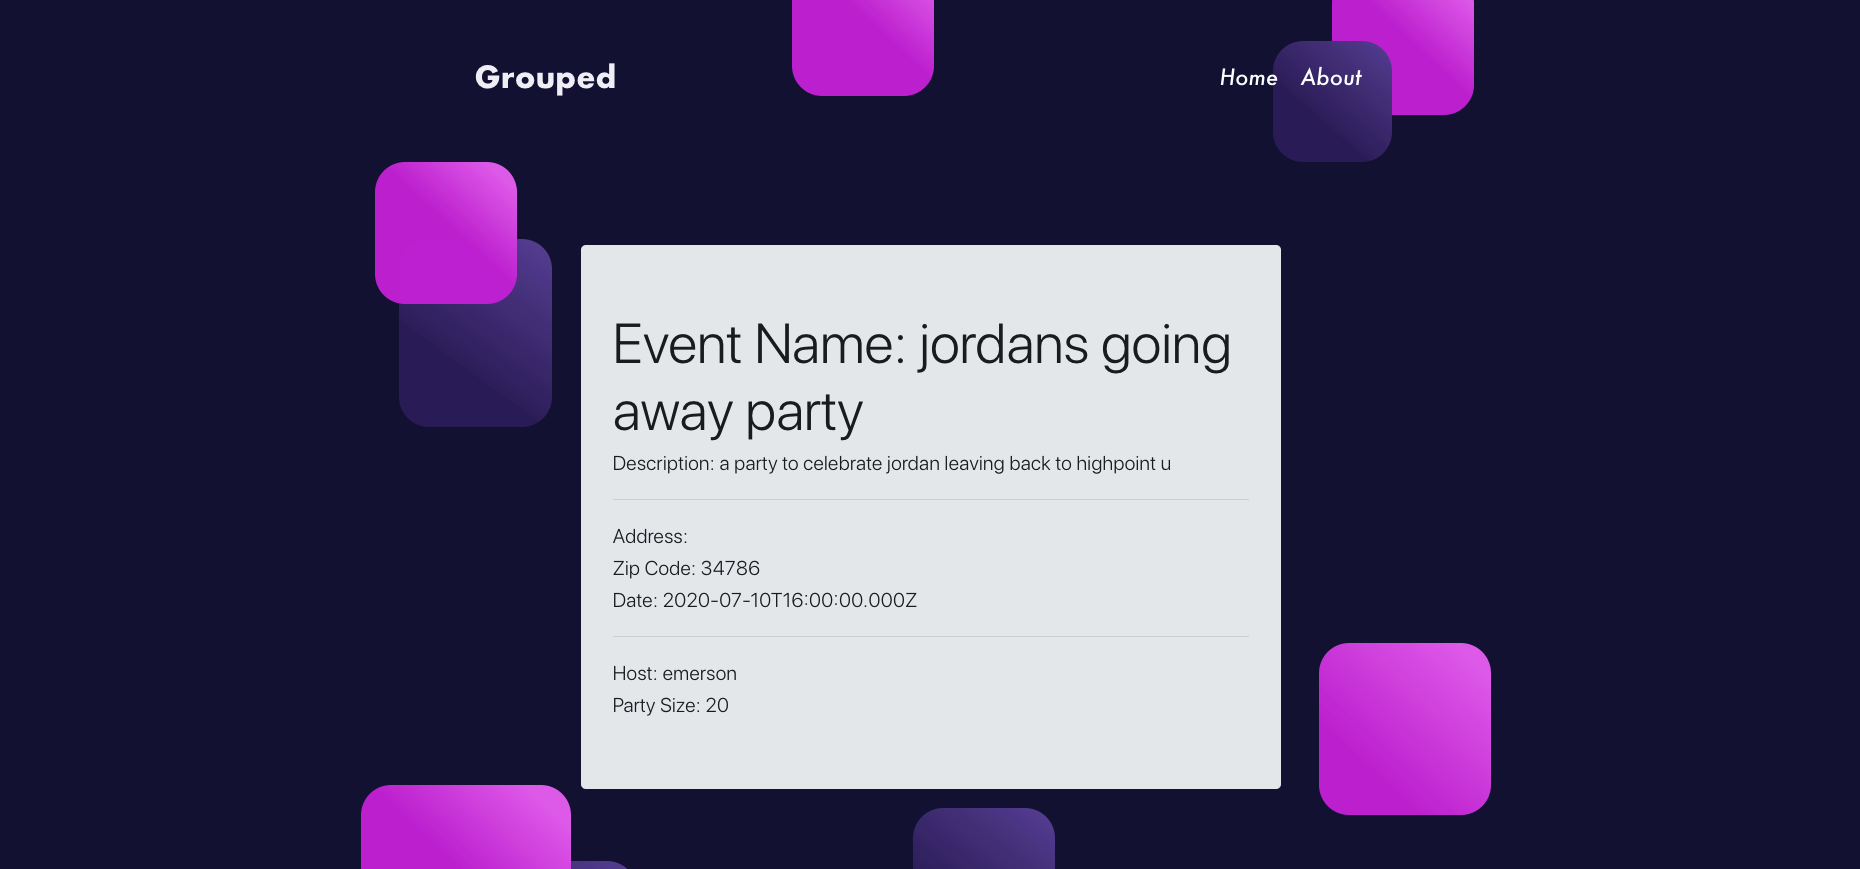 Grouped
Home About
Event Name: jordans going
away party
Description: a party to celebrate jordan leaving back to highpoint u
Address:
Zip Code: 34786
Date: 2020-07-10T16:00:00.000Z
Host: emerson
Party Size: 20